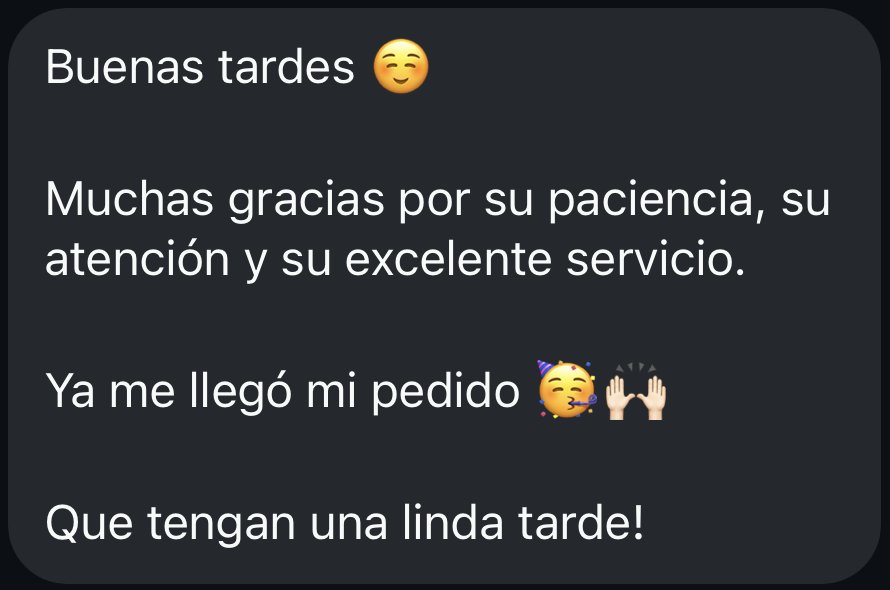 Buenas tardes ☺️
Muchas gracias por su paciencia, su
atención y su excelente servicio.
Ya me llegó mi pedido 🥳🙌🏻
Que tengan una linda tarde!